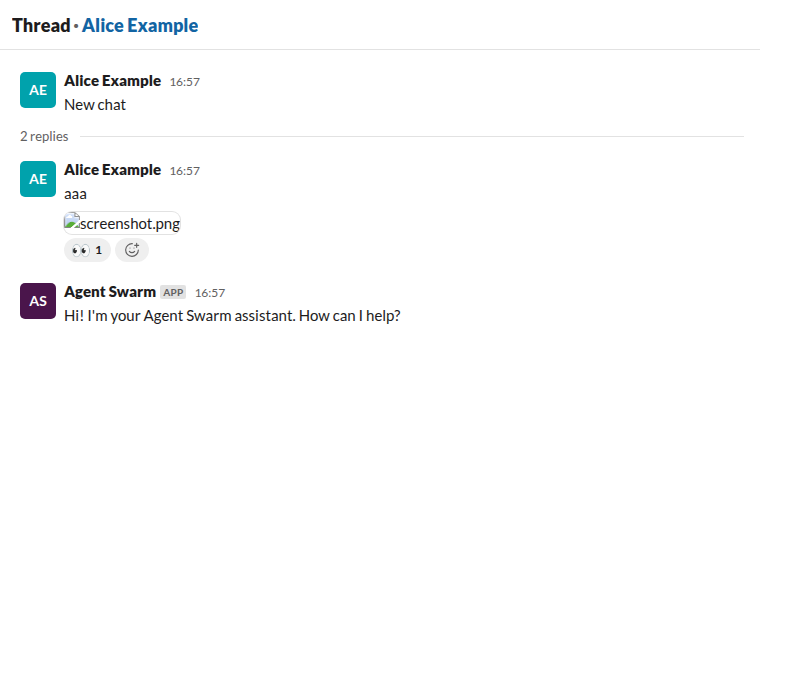 Thread • Alice Example
AE
Alice Example 16:57
New chat
2 replies
AE
Alice Example 16:57
aaa
screenshot.png
👀 1
AS
Agent Swarm APP 16:57
Hi! I'm your Agent Swarm assistant. How can I help?